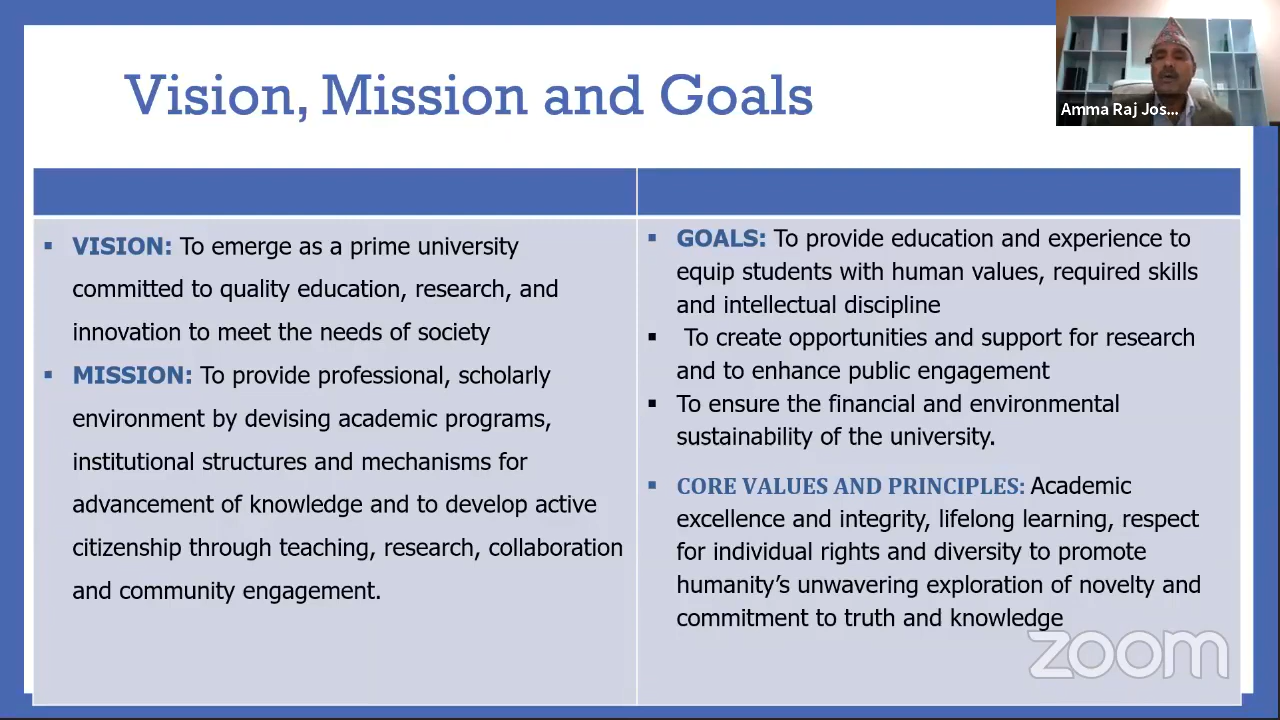 Vision, Mission and Goals
Amma Raj Jos...
▪ VISION: To emerge as a prime university
committed to quality education, research, and
innovation to meet the needs of society
▪ MISSION: To provide professional, scholarly
environment by devising academic programs,
institutional structures and mechanisms for
advancement of knowledge and to develop active
citizenship through teaching, research, collaboration
and community engagement.
▪ GOALS: To provide education and experience to
equip students with human values, required skills
and intellectual discipline
▪ To create opportunities and support for research
and to enhance public engagement
▪ To ensure the financial and environmental
sustainability of the university.
▪ CORE VALUES AND PRINCIPLES: Academic
excellence and integrity, lifelong learning, respect
for individual rights and diversity to promote
humanity’s unwavering exploration of novelty and
commitment to truth and knowledge
zoom